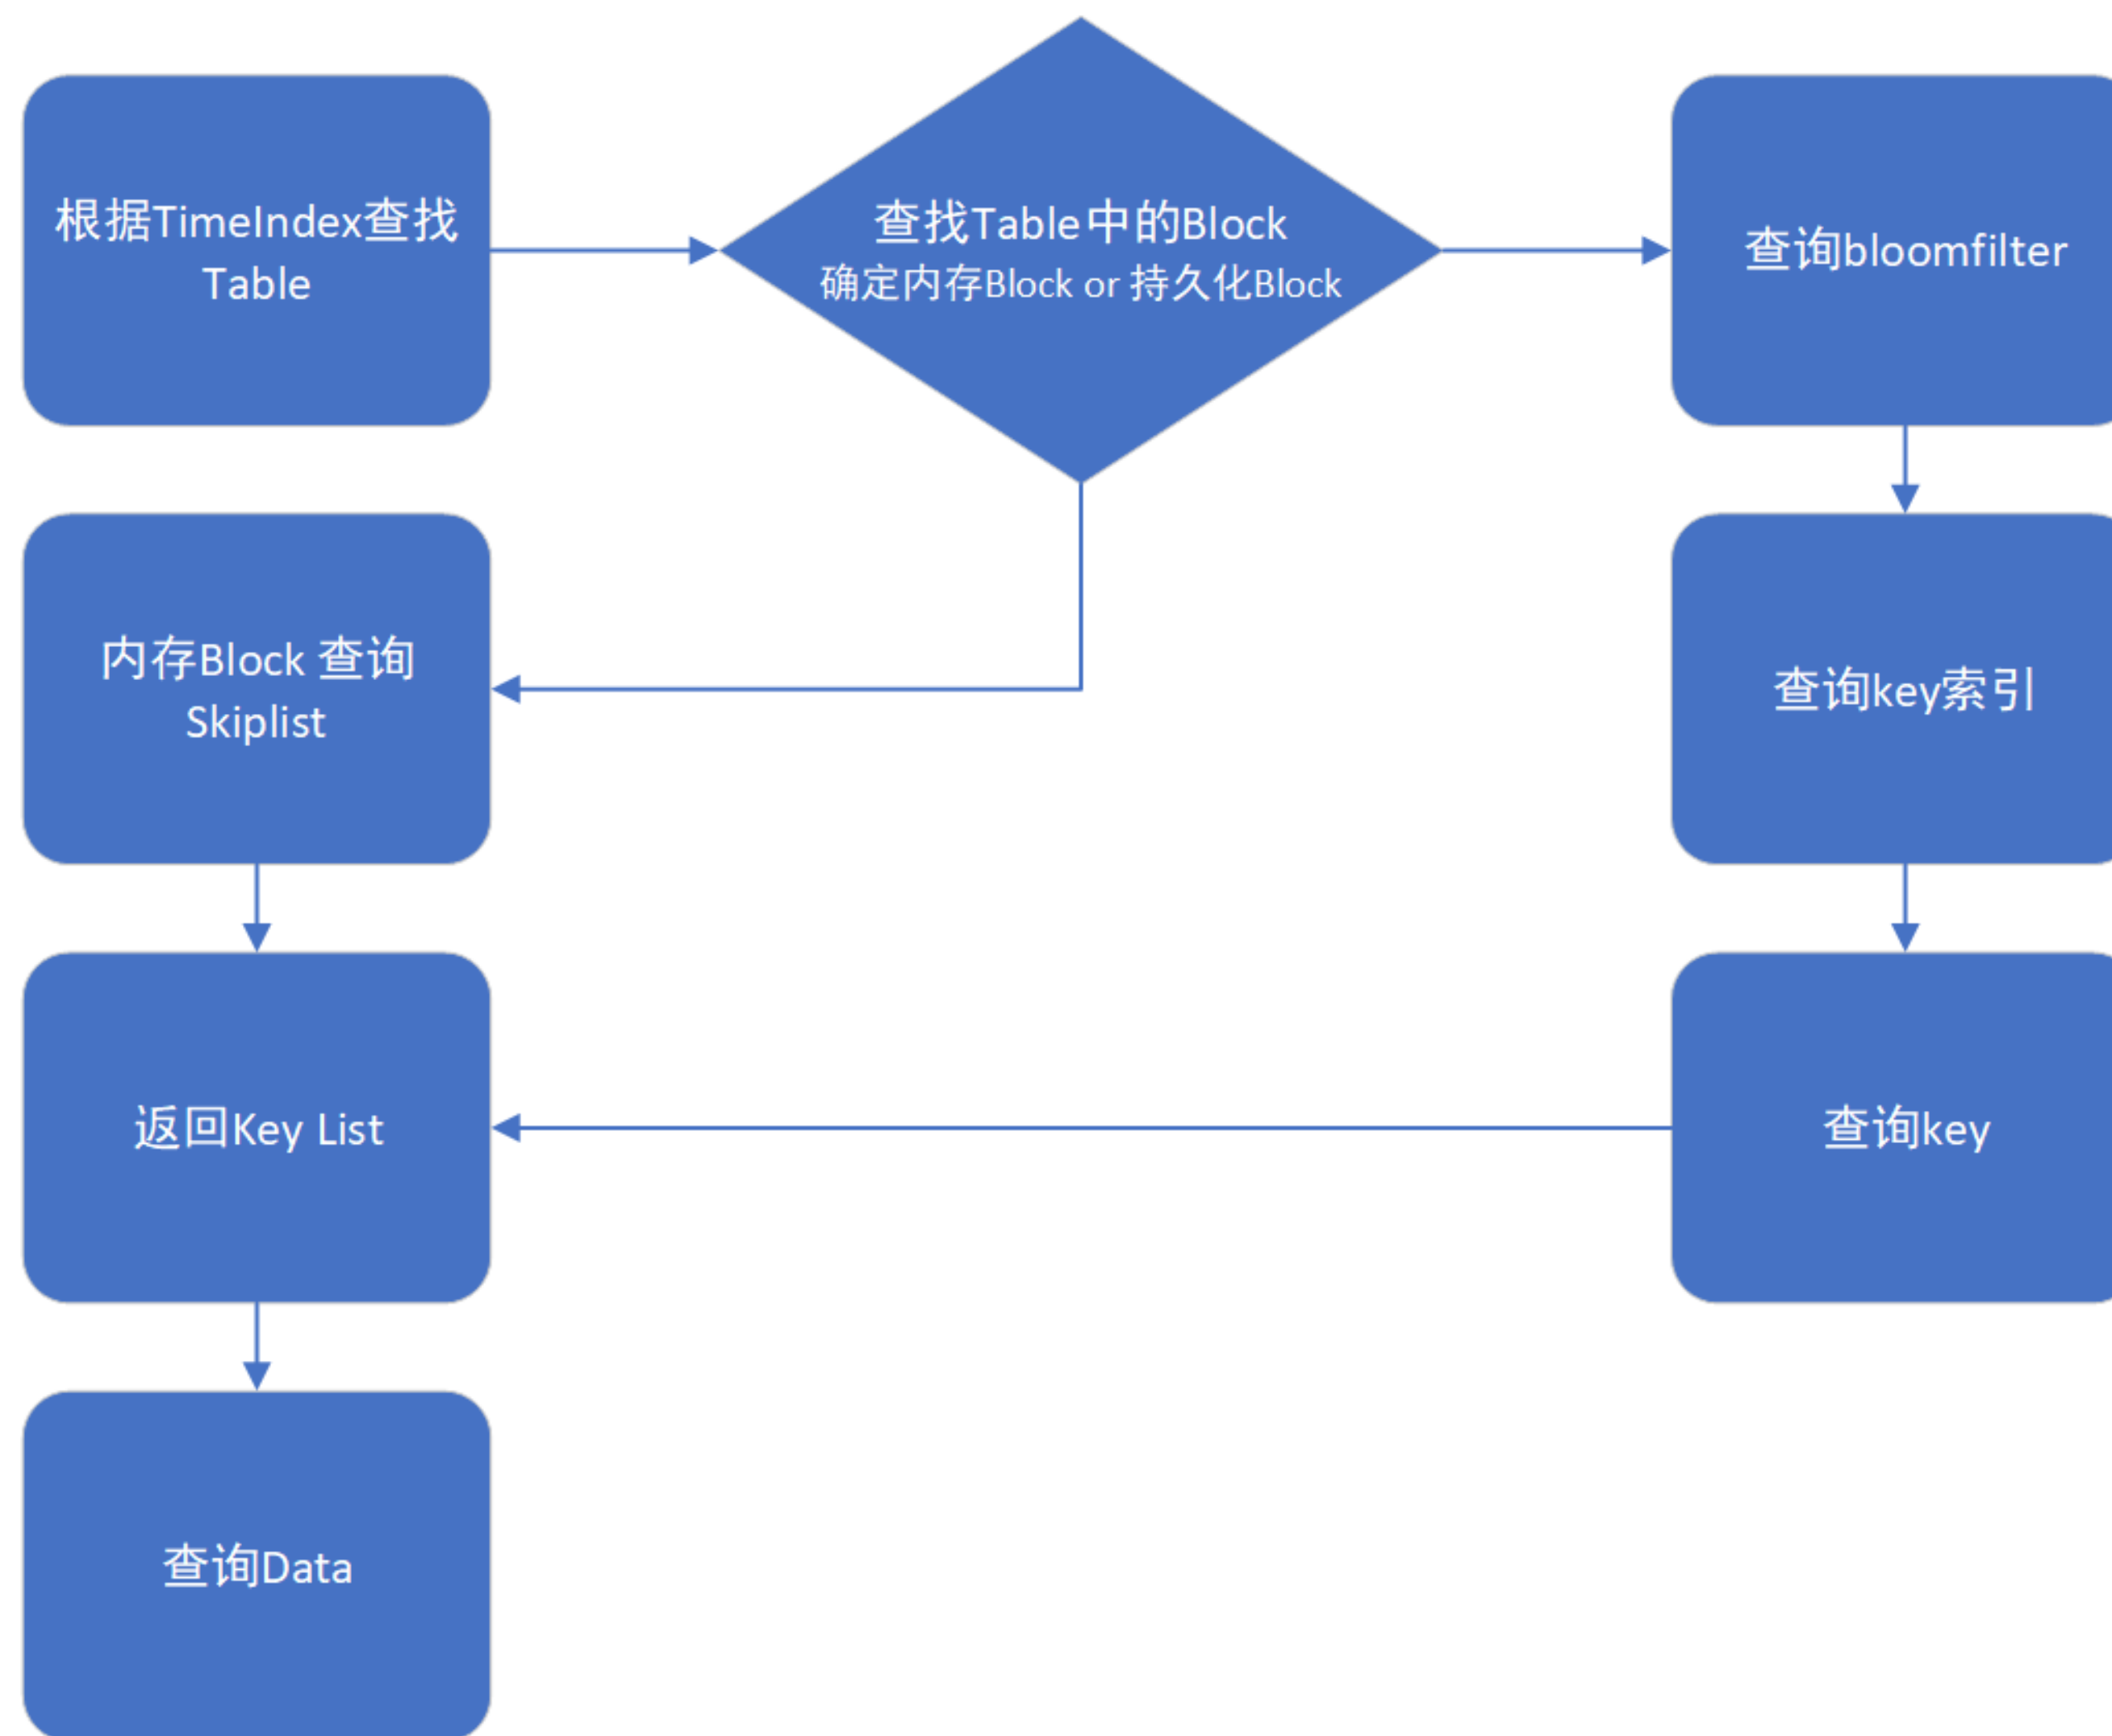 根据TimeIndex查找
Table
查找Table中的Block
确定内存Block or 持久化Block
查询bloomfilter
内存Block 查询
Skiplist
查询key索引
返回Key List
查询key
查询Data